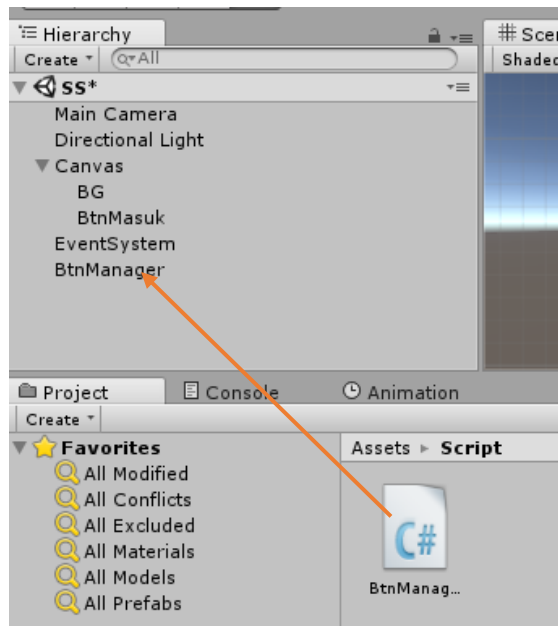 Hierarchy
# Scen
Create
All
Shaded
SS*
Main Camera
Directional Light
Canvas
BG
BtnMasuk
EventSystem
BtnManager
Project
Console
Animation
Create
Favorites
Assets ▸ Script
All Modified
All Conflicts
All Excluded
All Materials
All Models
All Prefabs
C#
BtnManag...